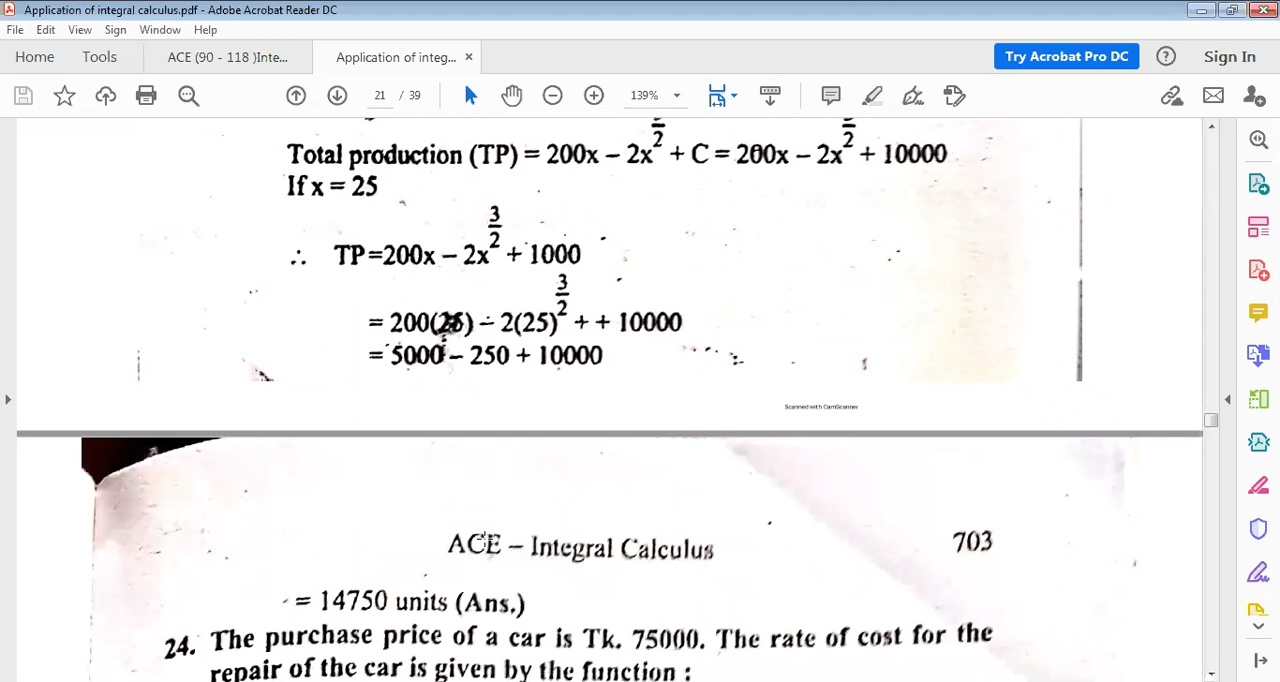 Application of integral calculus.pdf - Adobe Acrobat Reader DC
File Edit View Sign Window Help
Home Tools ACE (90 - 118 )Inte... Application of integ... × Try Acrobat Pro DC ? Sign In
21 / 39 139%
Total production (TP) = 200x – 2x^(3/2) + C = 200x – 2x^(3/2) + 10000
If x = 25
∴ TP=200x – 2x^(3/2) + 1000
= 200(25) – 2(25)^(3/2) + + 10000
= 5000 – 250 + 10000
Scanned with CamScanner
ACE – Integral Calculus 703
= 14750 units (Ans.)
24. The purchase price of a car is Tk. 75000. The rate of cost for the
repair of the car is given by the function :